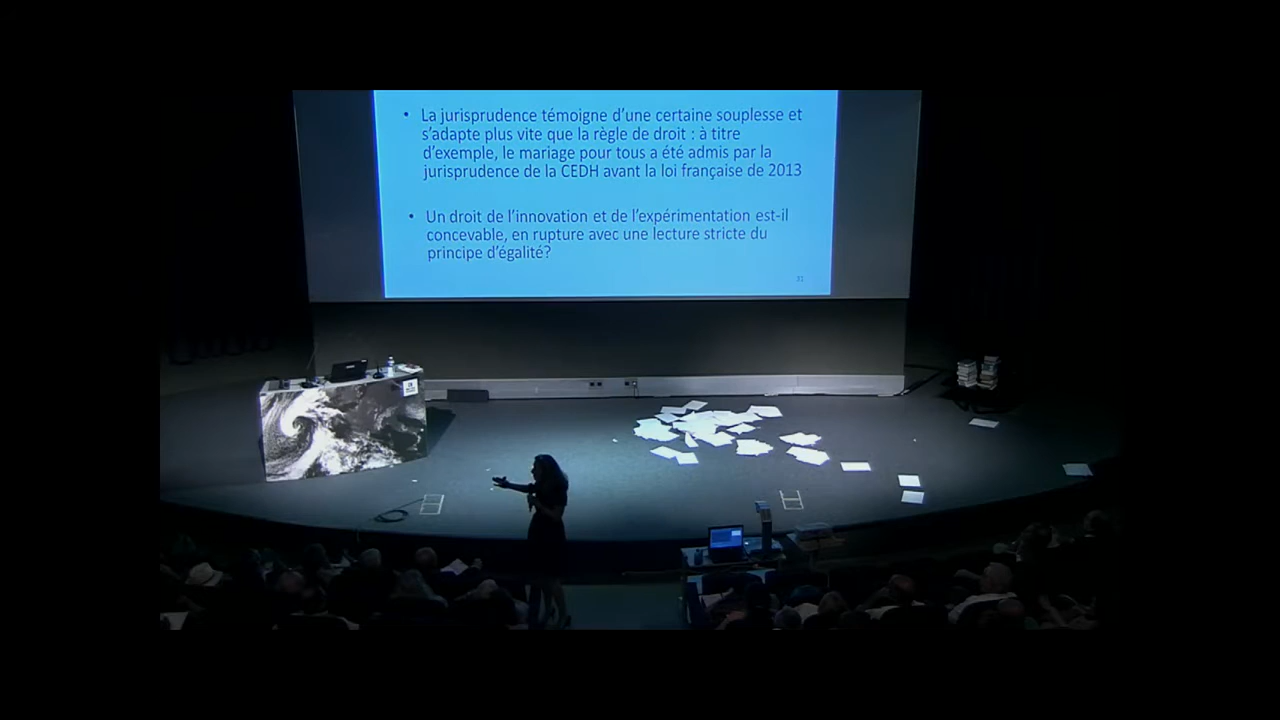 • La jurisprudence témoigne d'une certaine souplesse et
s'adapte plus vite que la règle de droit : à titre
d'exemple, le mariage pour tous a été admis par la
jurisprudence de la CEDH avant la loi française de 2013
• Un droit de l'innovation et de l'expérimentation est-il
concevable, en rupture avec une lecture stricte du
principe d'égalité?